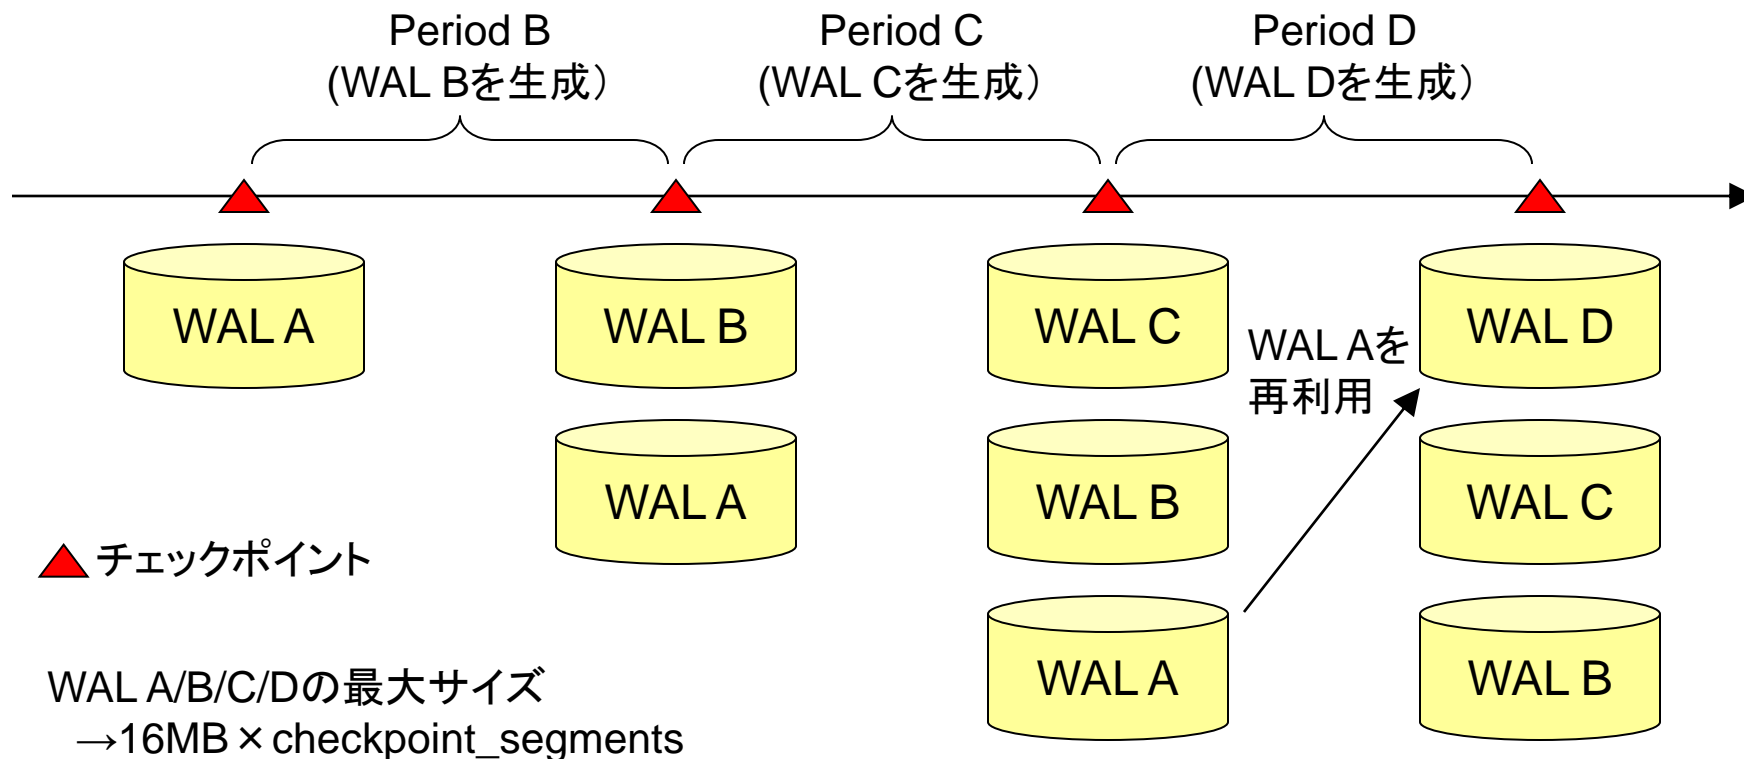 Period B
(WAL Bを生成）
Period C
(WAL Cを生成）
Period D
(WAL Dを生成）
WAL A
WAL B
WAL C
WAL Aを
再利用
WAL D
WAL A
WAL B
WAL C
チェックポイント
WAL A
WAL B
WAL A/B/C/Dの最大サイズ
→16MB×checkpoint_segments